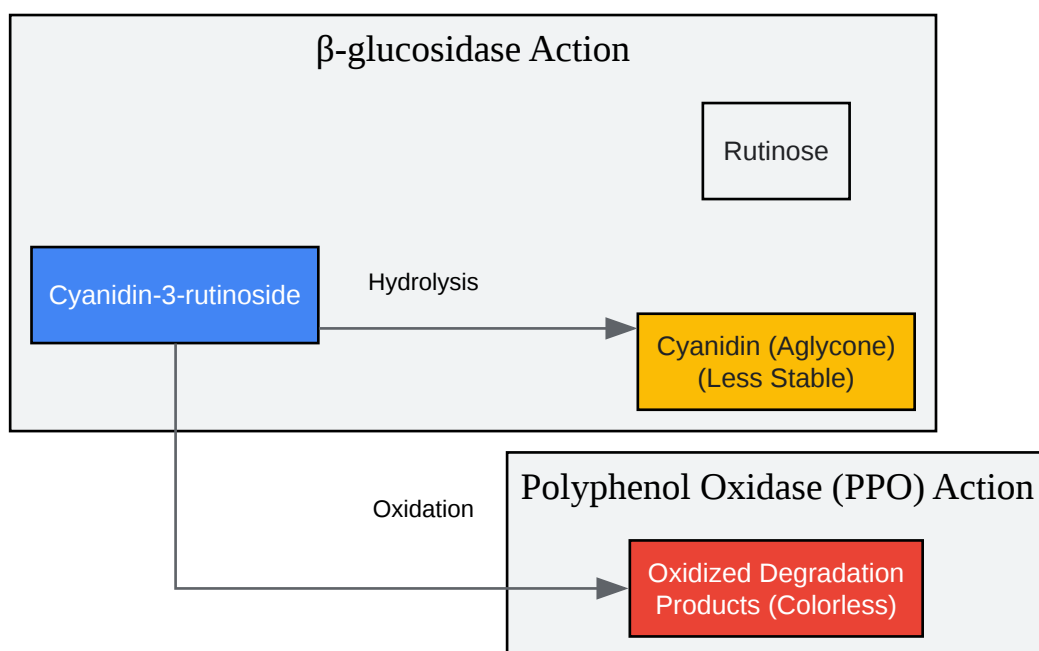 β-glucosidase Action
Rutinose
Cyanidin-3-rutinoside
Hydrolysis
Cyanidin (Aglycone)
(Less Stable)
Polyphenol Oxidase (PPO) Action
Oxidation
Oxidized Degradation
Products (Colorless)